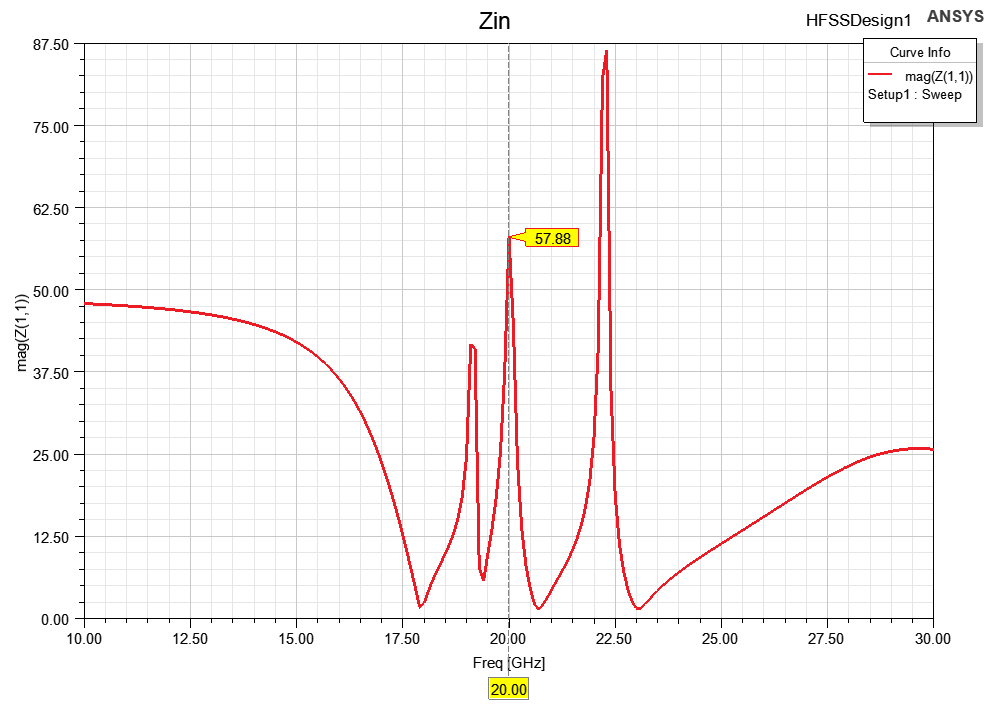 Zin
HFSSDesign1
ANSYS
Curve Info
mag(Z(1,1))
Setup1 : Sweep
87.50
75.00
62.50
50.00
37.50
25.00
12.50
0.00
mag(Z(1,1))
57.88
10.00 12.50 15.00 17.50 20.00 22.50 25.00 27.50 30.00
Freq [GHz]
20.00